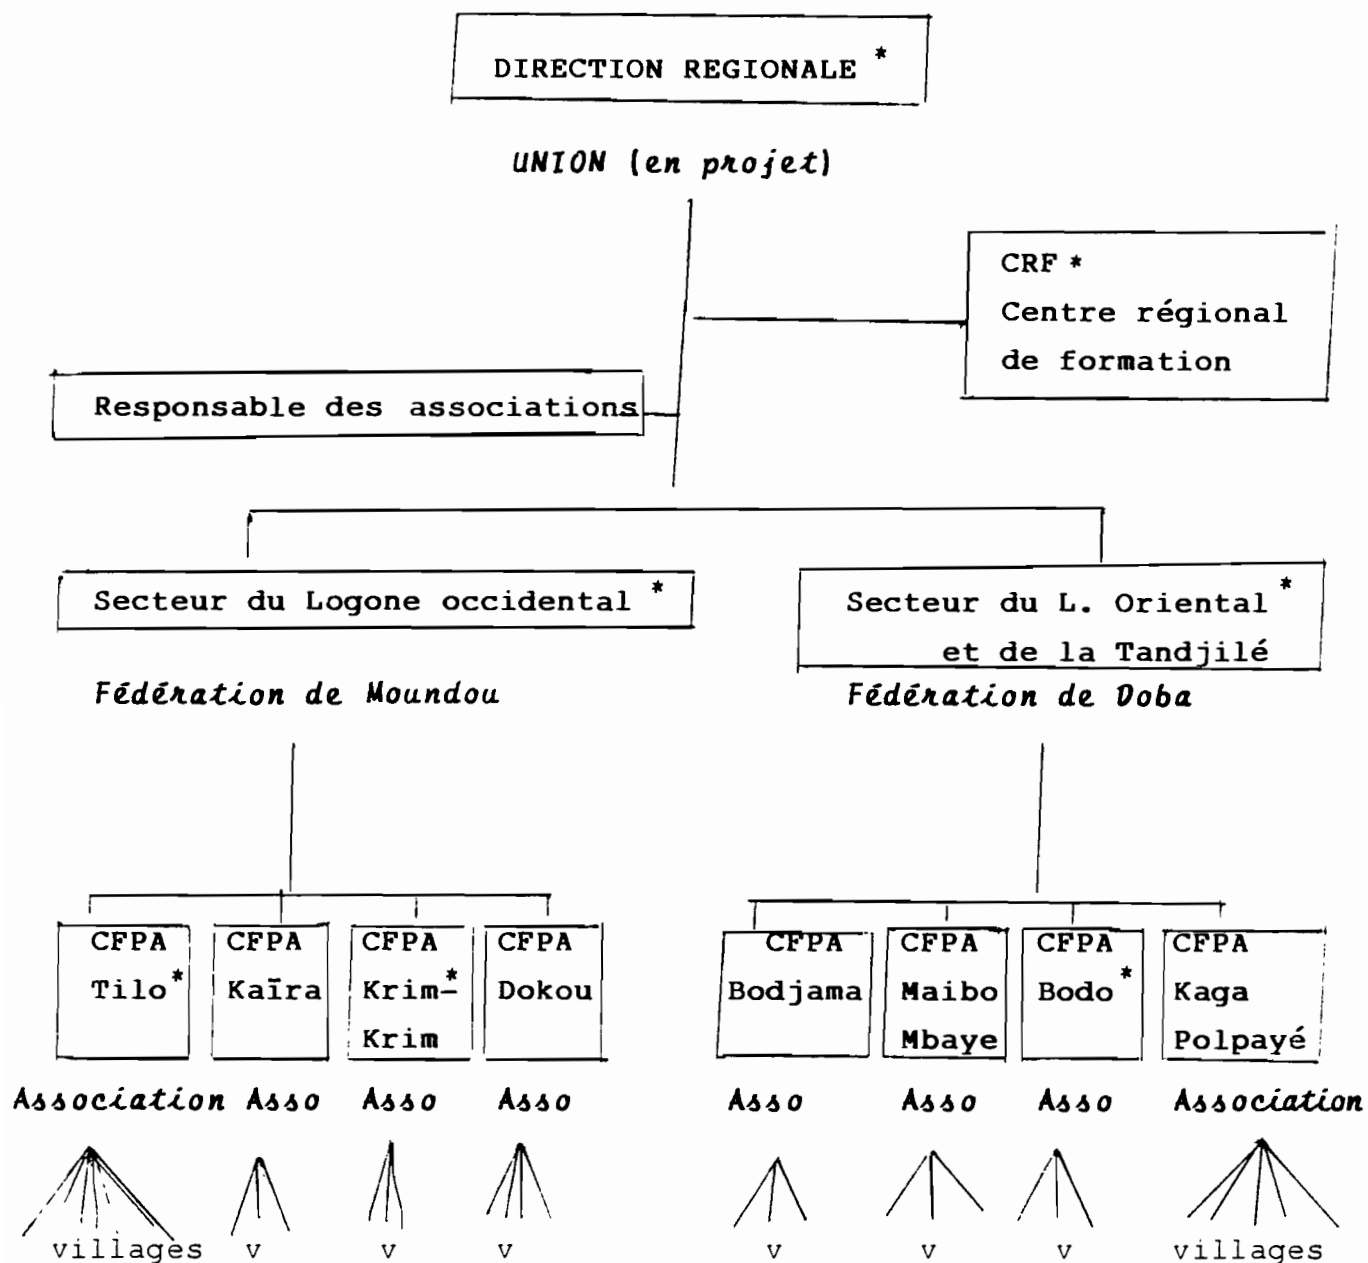 DIRECTION REGIONALE *
UNION (en projet)
CRF *
Centre régional
de formation
Responsable des associations
Secteur du Logone occidental *
Fédération de Moundou
Secteur du L. Oriental *
et de la Tandjilé
Fédération de Doba
CFPA
Tilo *
CFPA
Kaïra
CFPA
Krim-*
Krim
CFPA
Dokou
CFPA
Bodjama
CFPA
Maibo
Mbaye
CFPA
Bodo *
CFPA
Kaga
Polpayé
Association Asso Asso Asso Asso Asso Asso Association
villages v v v v v v villages